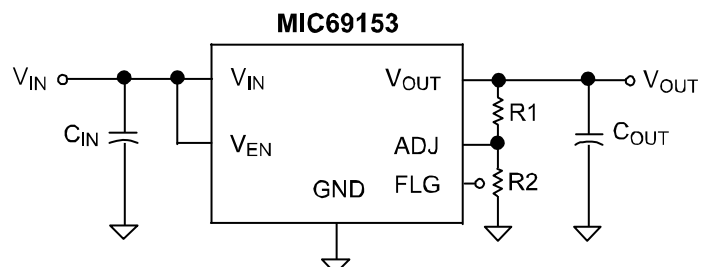 MIC69153
VIN
VIN
VOUT
VOUT
R1
CIN
VEN
ADJ
COUT
GND
FLG
R2